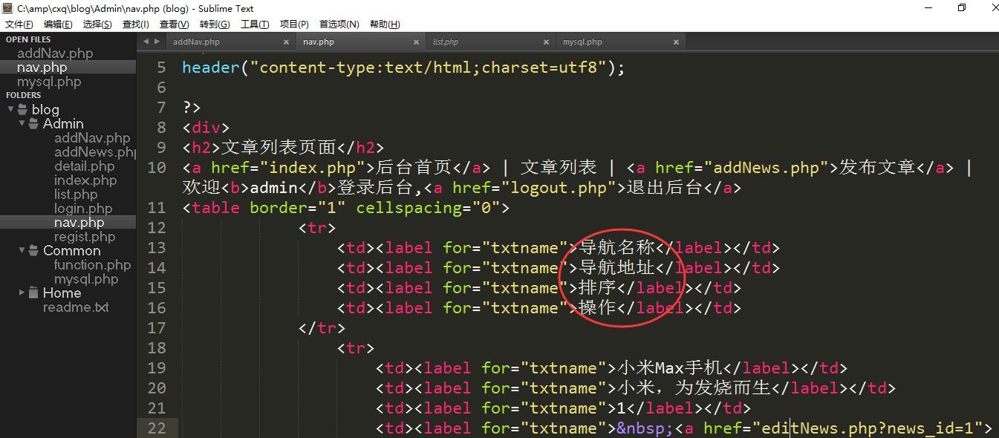 C:\amp\cxq\blog\Admin\nav.php (blog) - Sublime Text
文件(F) 编辑(E) 选择(S) 查找(I) 查看(V) 转到(G) 工具(T) 项目(P) 首选项(N) 帮助(H)
OPEN FILES
addNav.php
nav.php
mysql.php
FOLDERS
blog
Admin
addNav.php
addNews.php
detail.php
index.php
list.php
login.php
nav.php
regist.php
Common
function.php
mysql.php
Home
readme.txt
addNav.php × nav.php × list.php × mysql.php ×
5 header("content-type:text/html;charset=utf8");
6
7 ?>
8 <div>
9 <h2>文章列表页面</h2>
10 <a href="index.php">后台首页</a> | 文章列表 | <a href="addNews.php">发布文章</a> |
欢迎<b>admin</b>登录后台,<a href="logout.php">退出后台</a>
11 <table border="1" cellspacing="0">
12 <tr>
13 <td><label for="txtname">导航名称</label></td>
14 <td><label for="txtname">导航地址</label></td>
15 <td><label for="txtname">排序</label></td>
16 <td><label for="txtname">操作</label></td>
17 </tr>
18 <tr>
19 <td><label for="txtname">小米Max手机</label></td>
20 <td><label for="txtname">小米，为发烧而生</label></td>
21 <td><label for="txtname">1</label></td>
22 <td><label for="txtname">&nbsp;<a href="editNews.php?news_id=1">